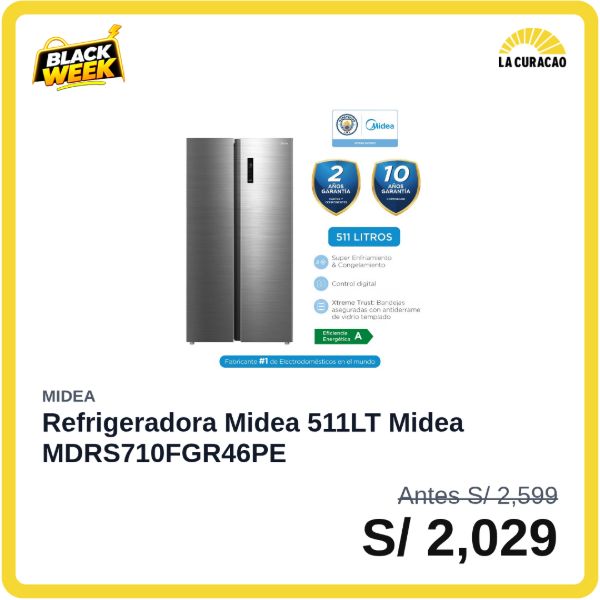 BLACK
WEEK
LA CURACAO
Midea
2
AÑOS
GARANTÍA
10
AÑOS
GARANTÍA
511 LITROS
Super Enfriamiento
& Congelamiento
Control digital
Xtreme Trust: Bandejas
aseguradas con antiderrame
de vidrio templado
Eficiencia
Energética A
Fabricante #1 de Electrodomésticos en el mundo
MIDEA
Refrigeradora Midea 511LT Midea
MDRS710FGR46PE
Antes S/ 2,599
S/ 2,029